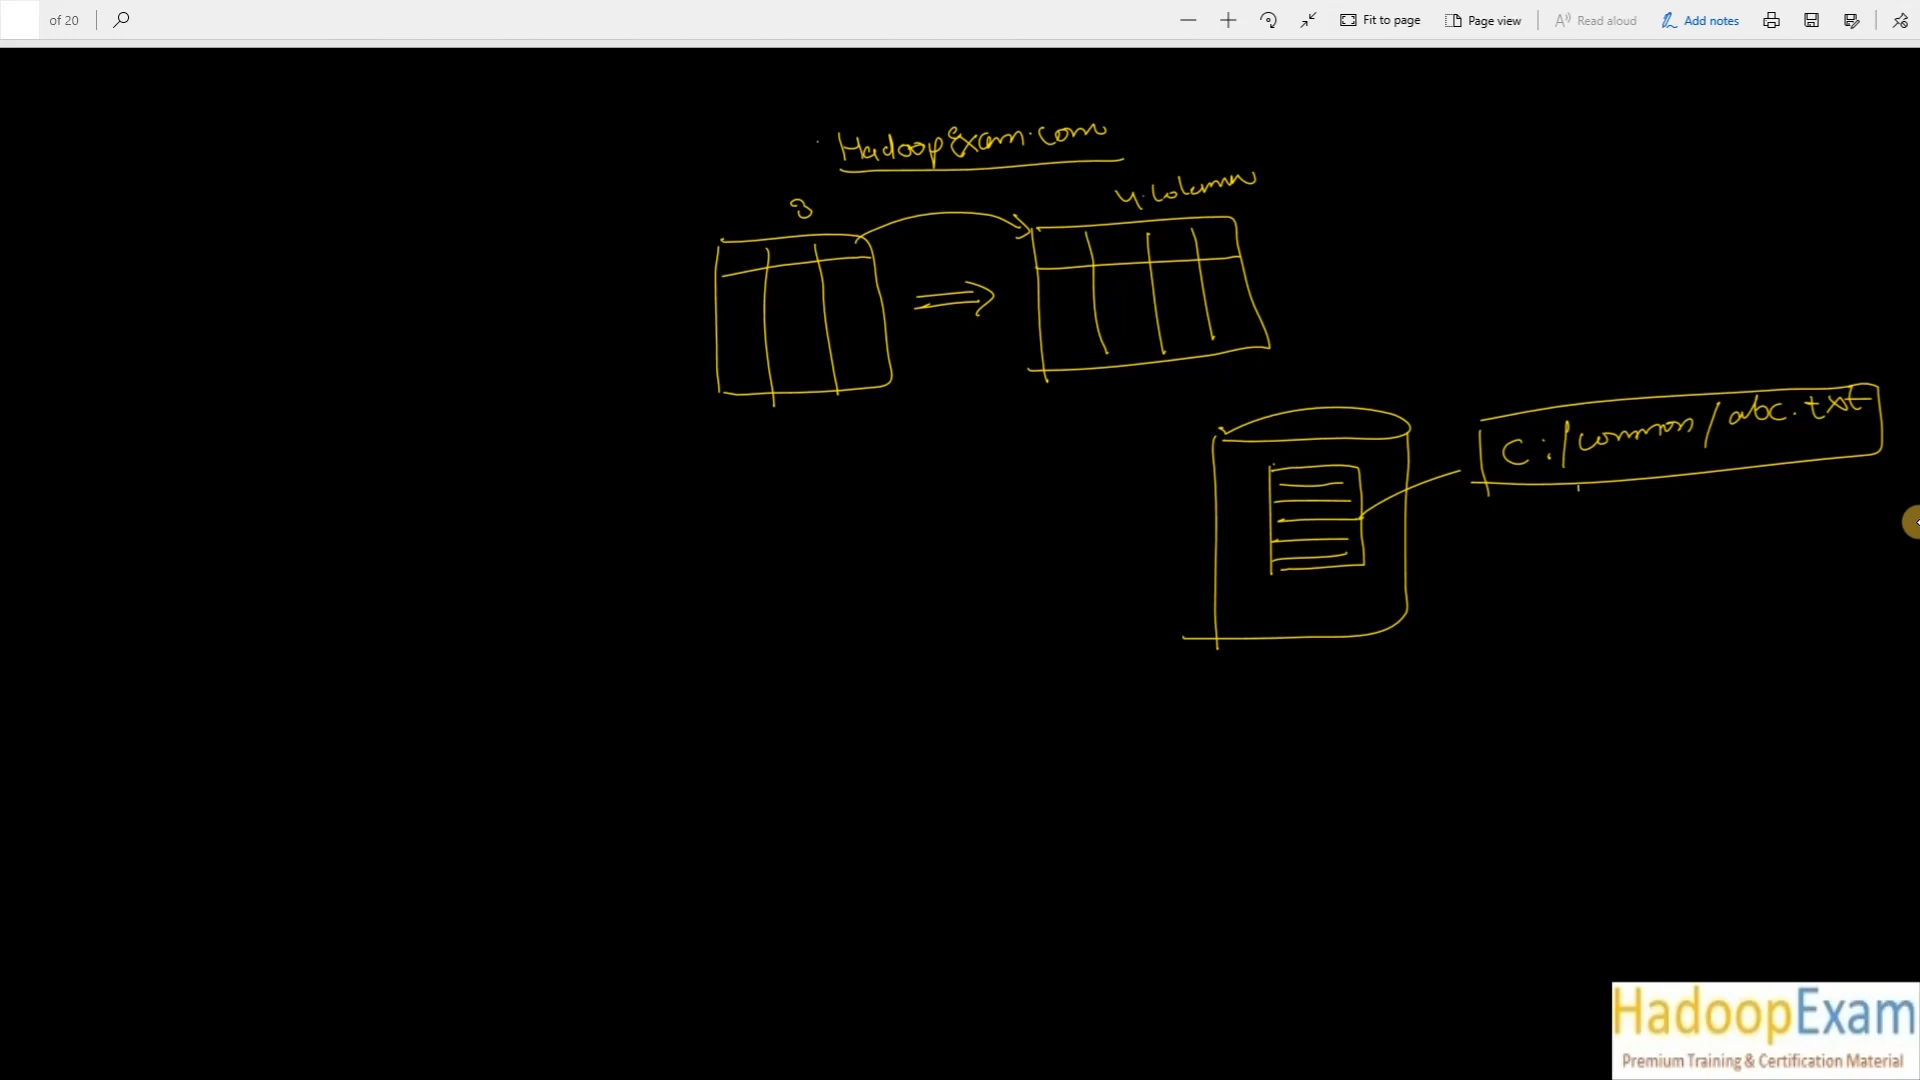 of 20
Fit to page
Page view
Read aloud
Add notes
HadoopExam.com
3
4.Column
C:/common/abc.txt
HadoopExam
Premium Training & Certification Material